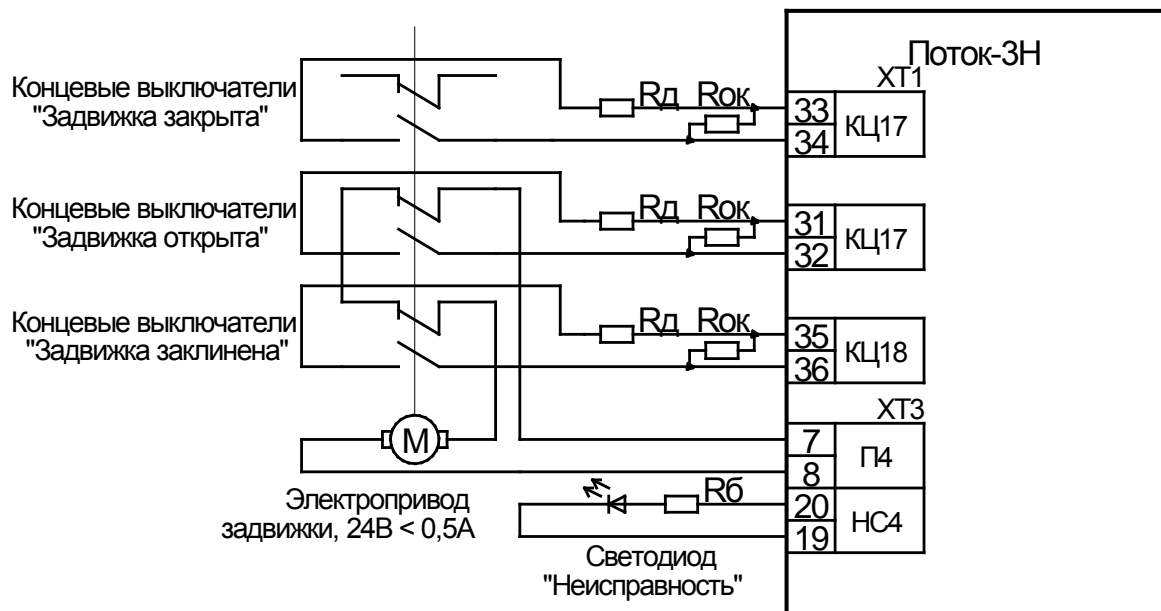 Поток-3Н
Концевые выключатели
"Задвижка закрыта"
Rд Rок
XT1
33
34
КЦ17
Концевые выключатели
"Задвижка открыта"
Rд Rок
31
32
КЦ17
Концевые выключатели
"Задвижка заклинена"
Rд Rок
35
36
КЦ18
XT3
М
7
8
П4
Электропривод
задвижки, 24В < 0,5А
Rб
20
19
НС4
Светодиод
"Неисправность"